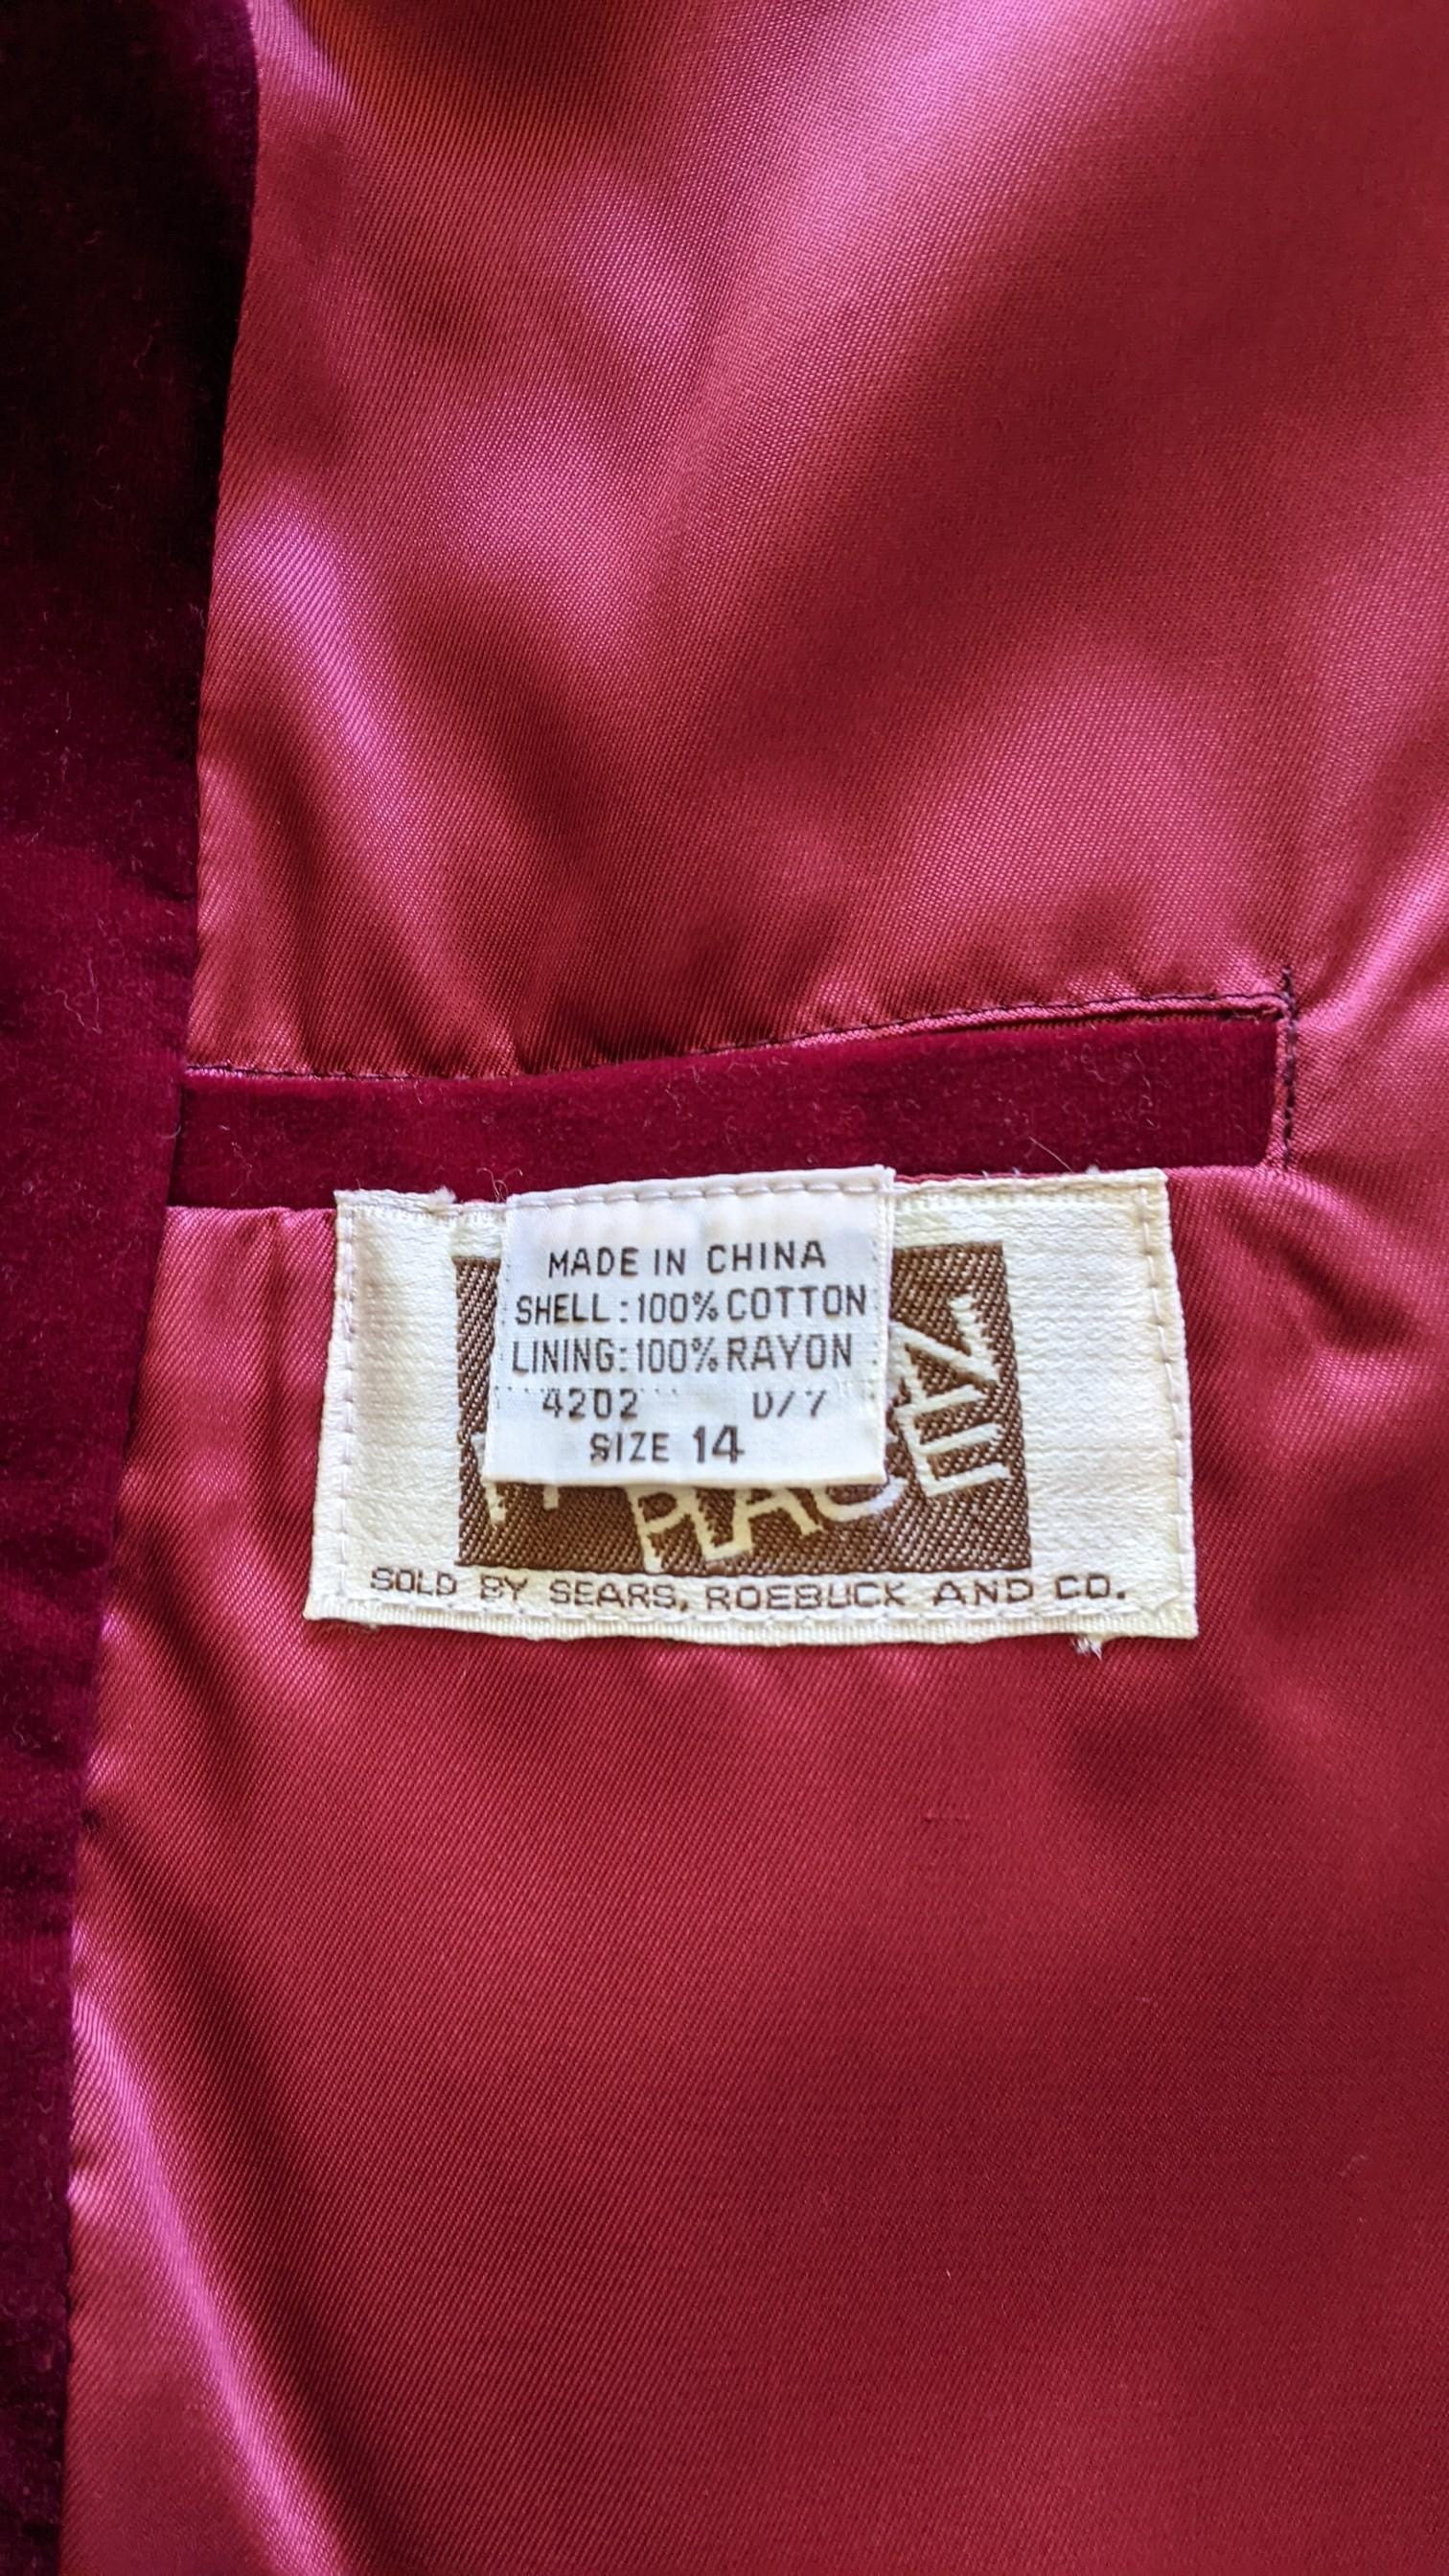 MADE IN CHINA
SHELL: 100% COTTON
LINING: 100% RAYON
4202 D/7
SIZE 14
PLACE
SOLD BY SEARS, ROEBUCK AND CO.